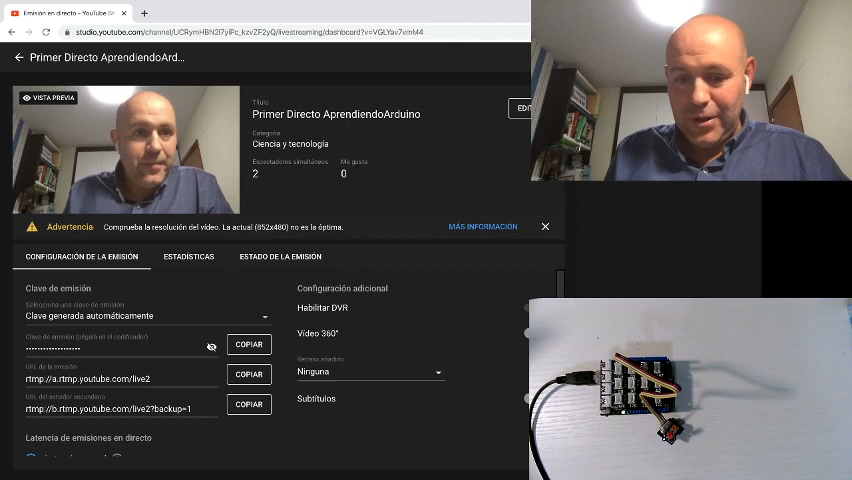 Emisión en directo - YouTube St
studio.youtube.com/channel/UCRymHBN2I7yiPc_kzvZF2yQ/livestreaming/dashboard?v=VGLYav7vmM4
Primer Directo AprendiendoArd...
VISTA PREVIA
Título
Primer Directo AprendiendoArduino
EDI
Categoría
Ciencia y tecnología
Espectadores simultáneos
Me gusta
2
0
Advertencia
Comprueba la resolución del vídeo. La actual (852x480) no es la óptima.
MÁS INFORMACIÓN
CONFIGURACIÓN DE LA EMISIÓN
ESTADÍSTICAS
ESTADO DE LA EMISIÓN
Clave de emisión
Selecciona una clave de emisión
Clave generada automáticamente
Clave de emisión (pégala en el codificador)
COPIAR
URL de la emisión
rtmp://a.rtmp.youtube.com/live2
COPIAR
URL del servidor secundario
rtmp://b.rtmp.youtube.com/live2?backup=1
COPIAR
Latencia de emisiones en directo
Configuración adicional
Habilitar DVR
Vídeo 360°
Retraso añadido
Ninguna
Subtítulos